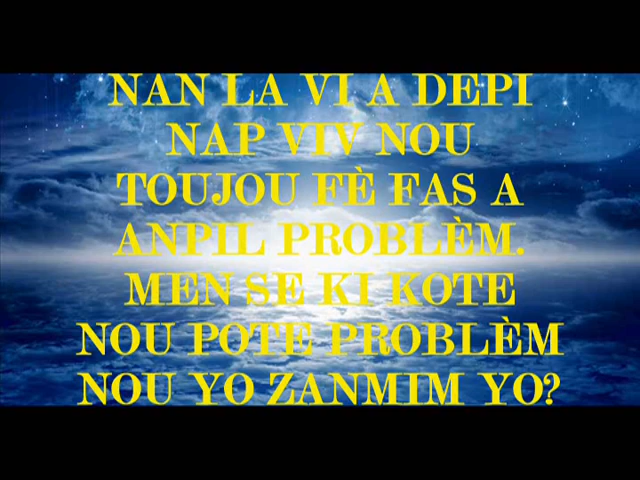 NAN LA VI A DEPI
NAP VIV NOU
TOUJOU FÈ FAS A
ANPIL PROBLÈM.
MEN SE KI KOTE
NOU POTE PROBLÈM
NOU YO ZANMIM YO?